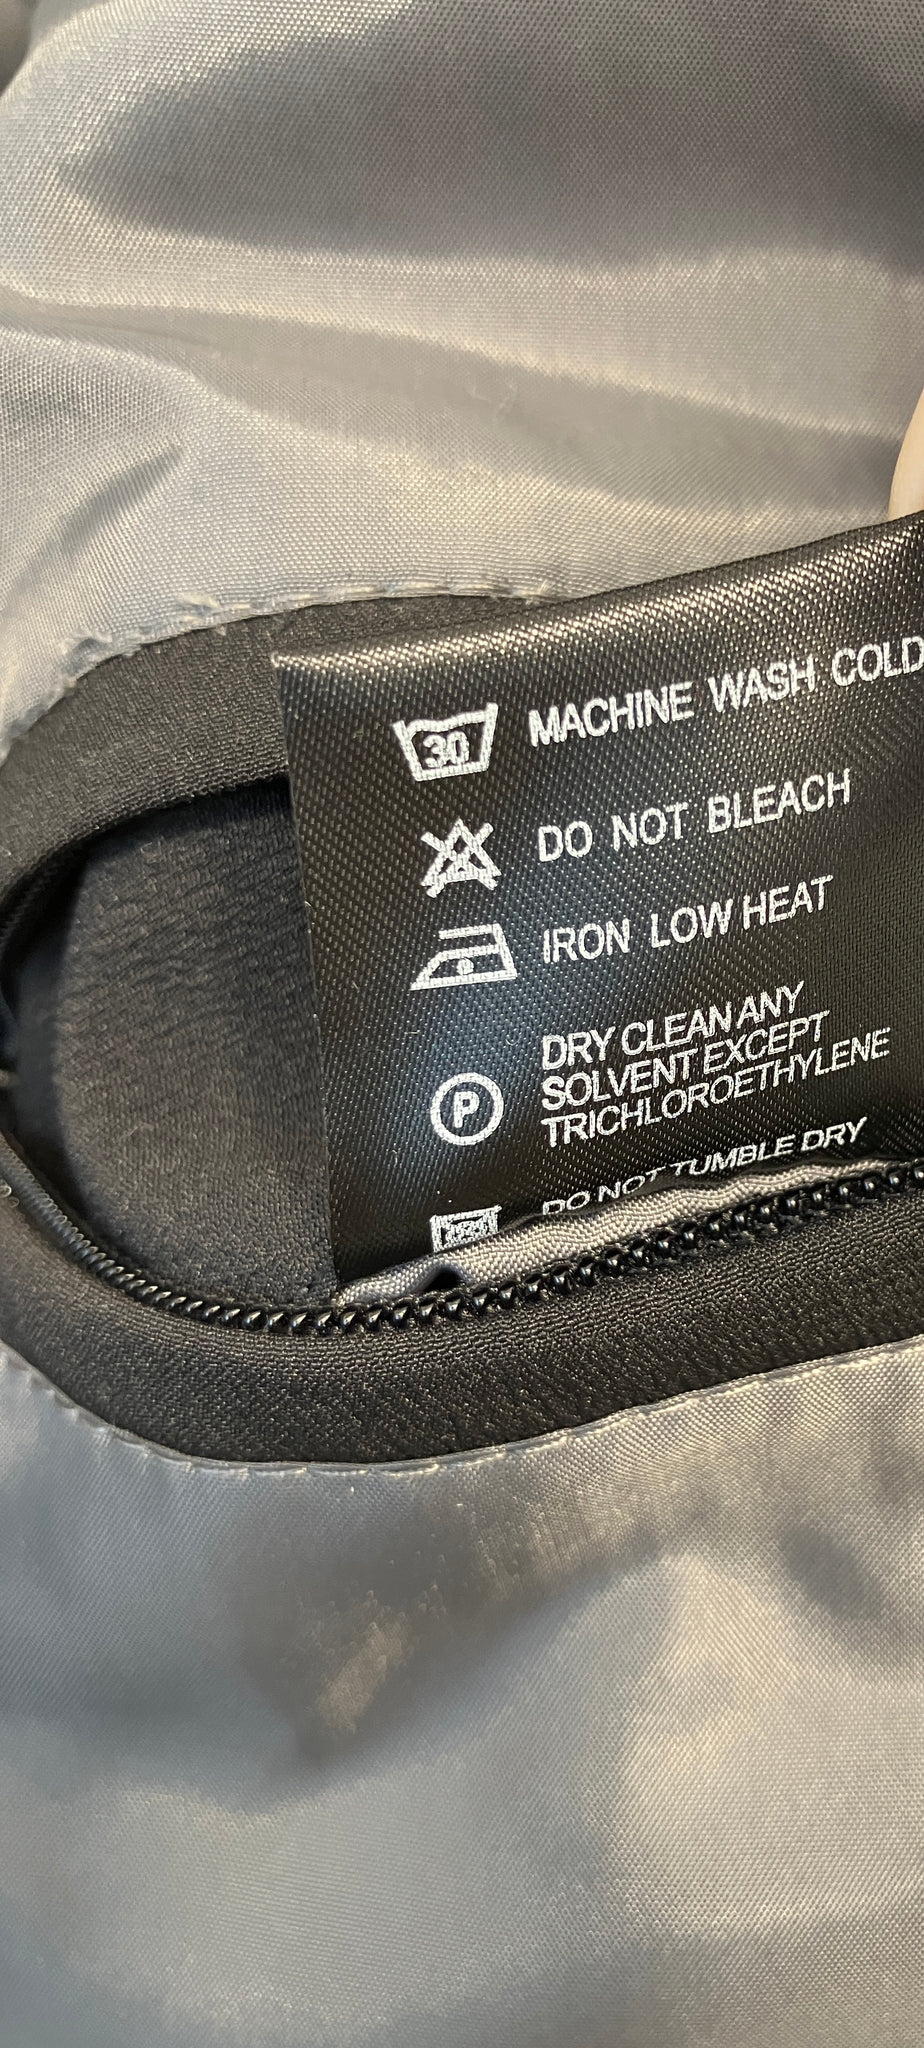 30 MACHINE WASH COLD
DO NOT BLEACH
IRON LOW HEAT
DRY CLEAN ANY
SOLVENT EXCEPT
P TRICHLOROETHYLENE
DO NOT TUMBLE DRY